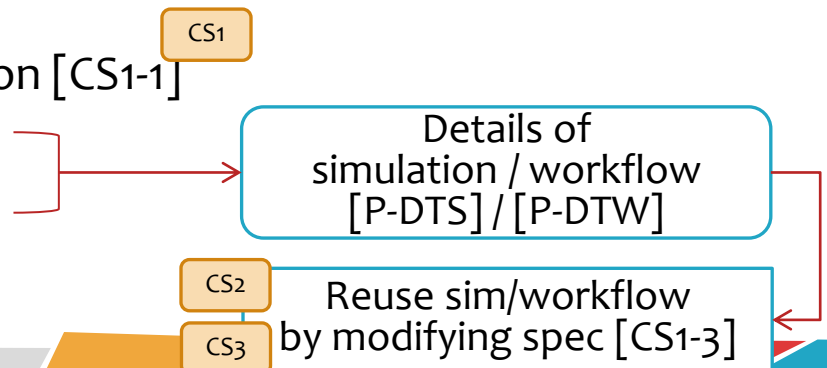 CS1
on [CS1-1]
Details of
simulation / workflow
[P-DTS] / [P-DTW]
CS2
Reuse sim/workflow
CS3
by modifying spec [CS1-3]